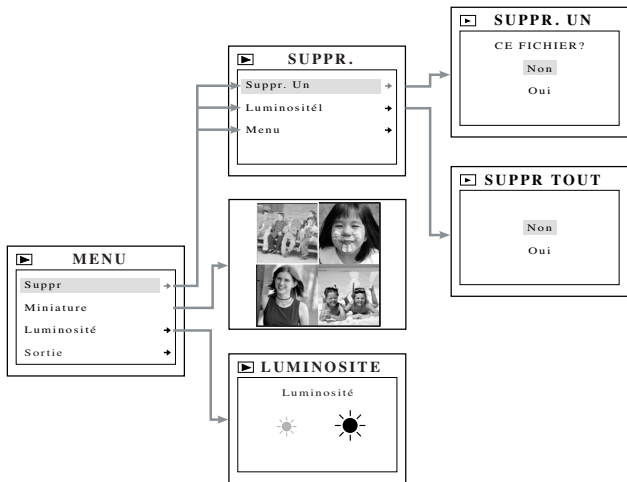 SUPPR. UN
CE FICHIER?
Non
Oui
SUPPR.
Suppr. Un
Luminositél
Menu
SUPPR TOUT
Non
Oui
MENU
Suppr
Miniature
Luminosité
Sortie
LUMINOSITE
Luminosité